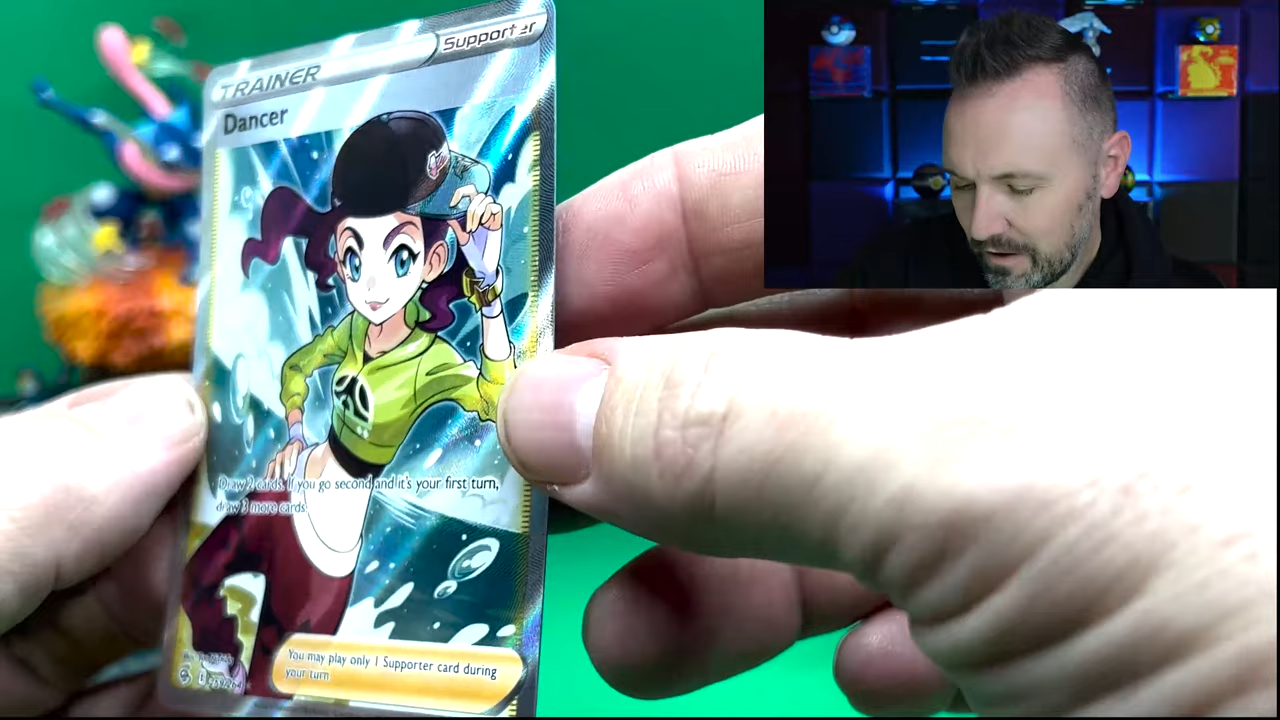 TRAINER
Supporter
Dancer
Draw 2 cards. If you go second and it's your first turn,
draw 3 more cards.
You may play only 1 Supporter card during
your turn.